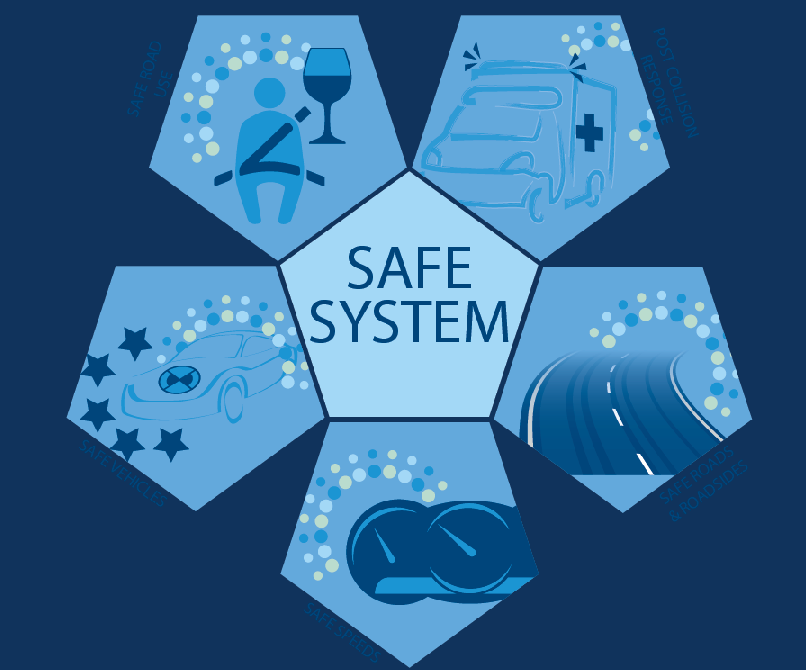 SAFE ROAD
USE
POST COLLISION
RESPONSE
SAFE
SYSTEM
SAFE VEHICLES
SAFE ROADS
& ROADSIDES
SAFE SPEEDS